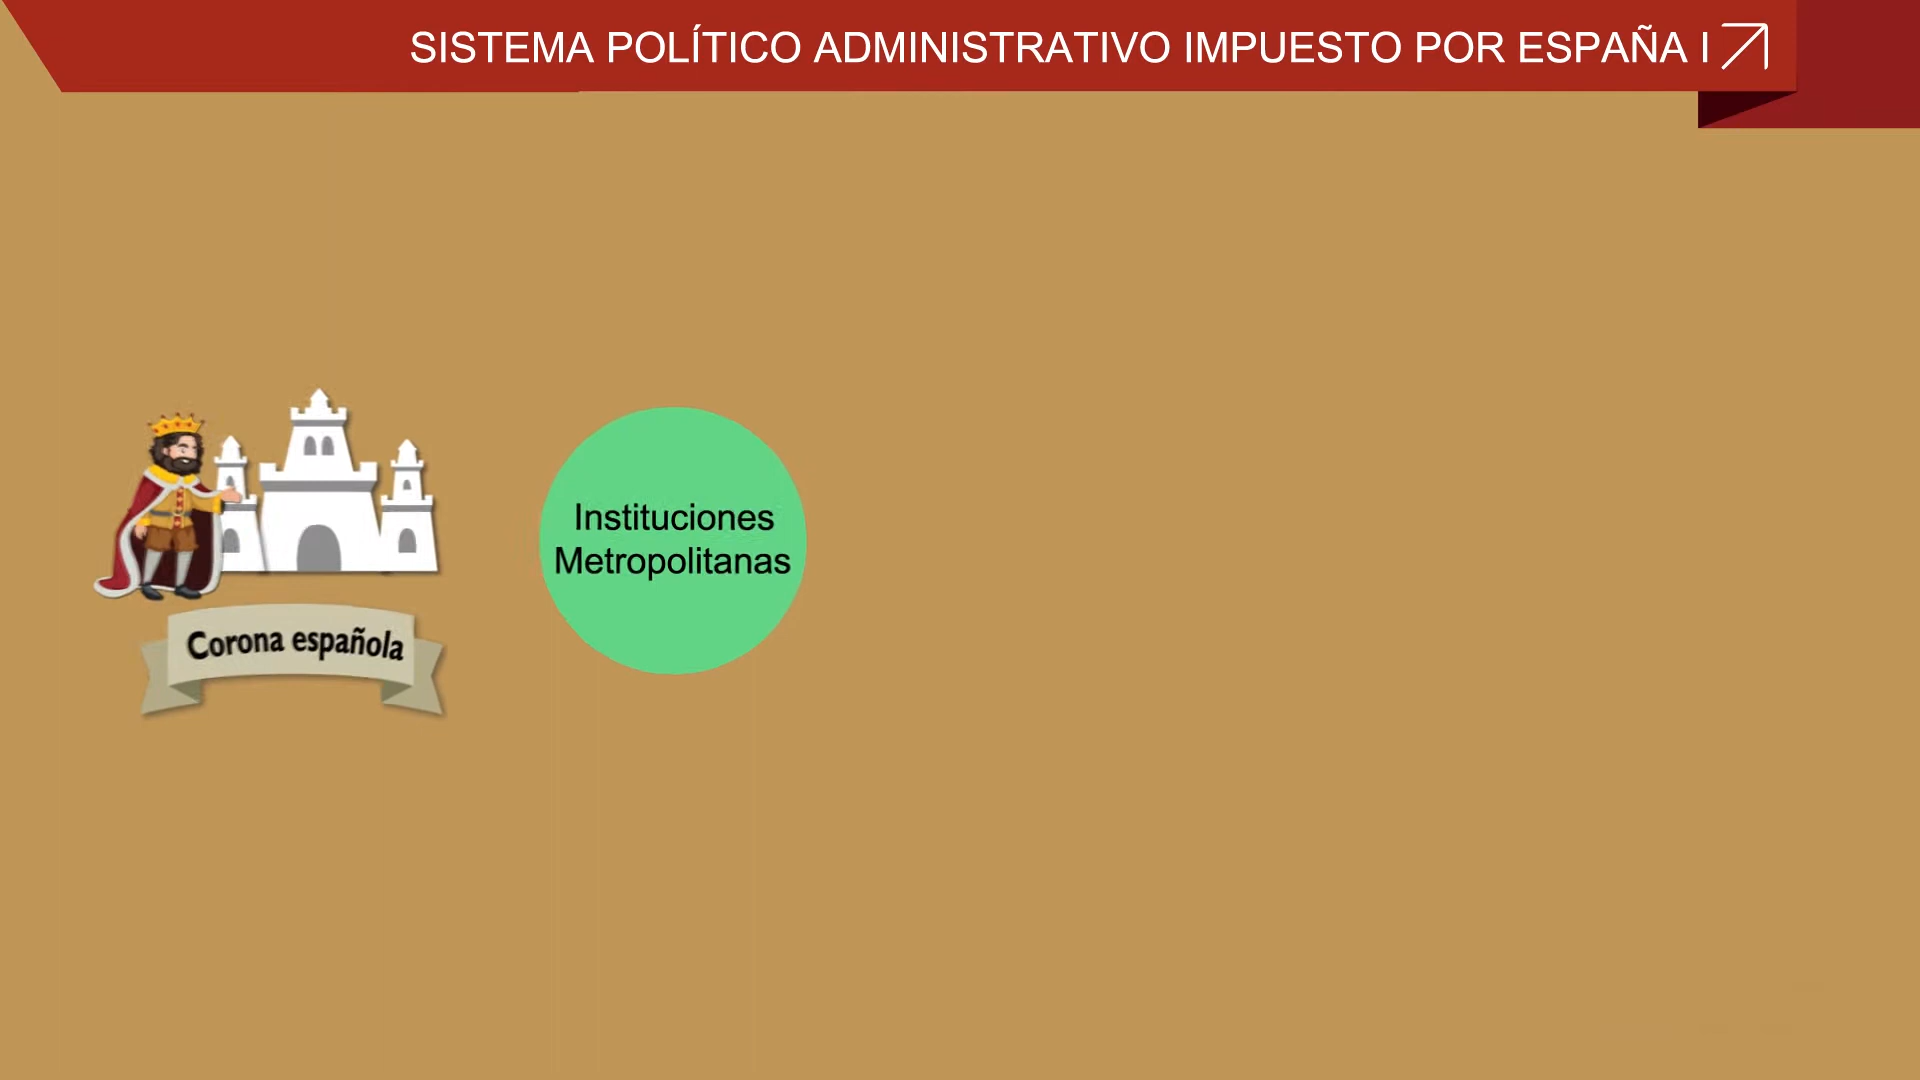 SISTEMA POLÍTICO ADMINISTRATIVO IMPUESTO POR ESPAÑA I
Instituciones
Metropolitanas
Corona española